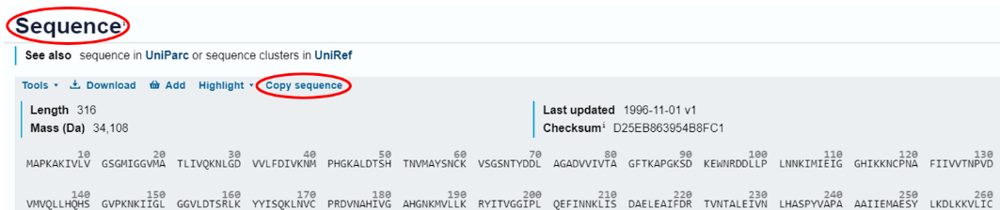 Sequence i
See also sequence in UniParc or sequence clusters in UniRef
Tools Download Add Highlight Copy sequence
Length 316 Last updated 1996-11-01 v1
Mass (Da) 34,108 Checksum i D25EB863954B8FC1
10 20 30 40 50 60 70 80 90 100 110 120 130
MAPKAKIVLV GSGMIGGVMA TLIVQKNLGD VVLFDIVKNM PHGKALDTSH TNVMAYSNCK VSGSNTYDDL AGADVVIVTA GFTKAPGKSD KEWNRDDLLP LNNKIMIEIG GHIKKNCPNA FIIVVTNPVD
140 150 160 170 180 190 200 210 220 230 240 250 260
VMVQLLHQHS GVPKNKIIGL GGVLDTSRLK YYISQKLNVC PRDVNAHIVG AHGNKMVLLK RYITVGGIPL QEFINNKLIS DAELEAIFDR TVNTALEIVN LHASPYVAPA AAIIEMAESY LKDLKKVLIC